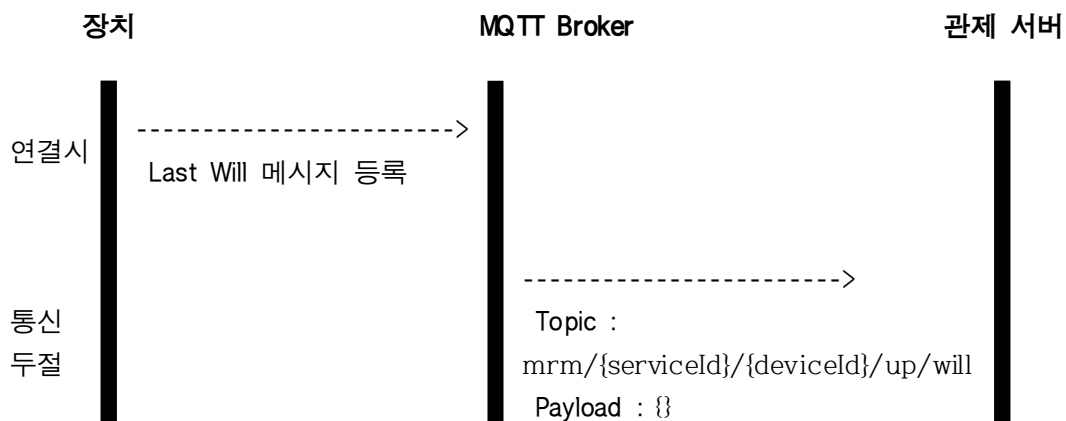 장치 MQTT Broker 관제 서버
연결시
Last Will 메시지 등록
Topic :
통신
mrm/{serviceId}/{deviceId}/up/will
두절
Payload : {}